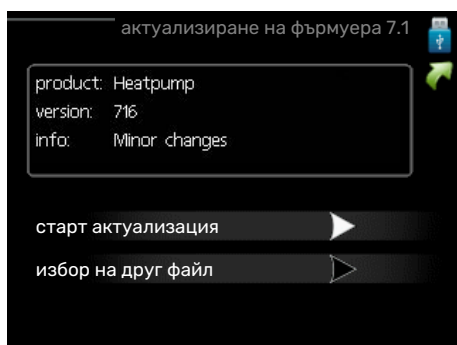 актуализиране на фърмуера 7.1
product: Heatpump
version: 716
info: Minor changes
старт актуализация
избор на друг файл